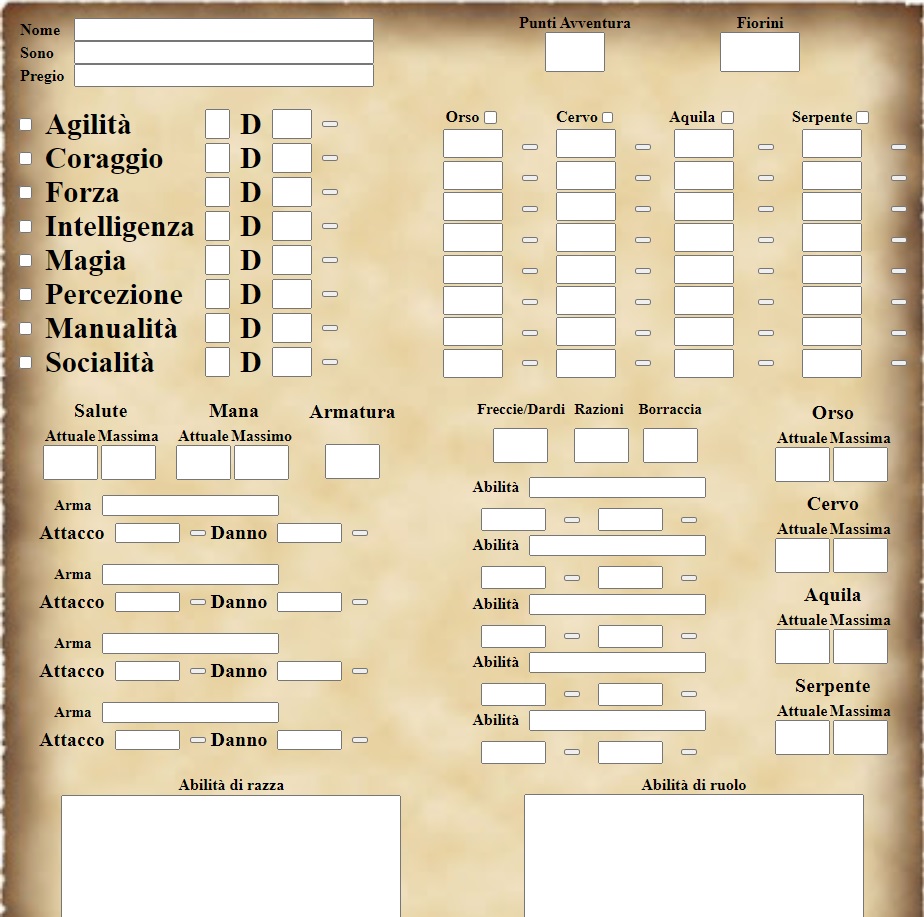 Nome
Sono
Pregio
Punti Avventura
Fiorini
Agilità D
Coraggio D
Forza D
Intelligenza D
Magia D
Percezione D
Manualità D
Socialità D
Orso Cervo Aquila Serpente
Salute Mana Armatura
Attuale Massima Attuale Massimo
Arma
Attacco Danno
Arma
Attacco Danno
Arma
Attacco Danno
Arma
Attacco Danno
Freccie/Dardi Razioni Borraccia
Abilità
Abilità
Abilità
Abilità
Abilità
Orso
Attuale Massima
Cervo
Attuale Massima
Aquila
Attuale Massima
Serpente
Attuale Massima
Abilità di razza
Abilità di ruolo